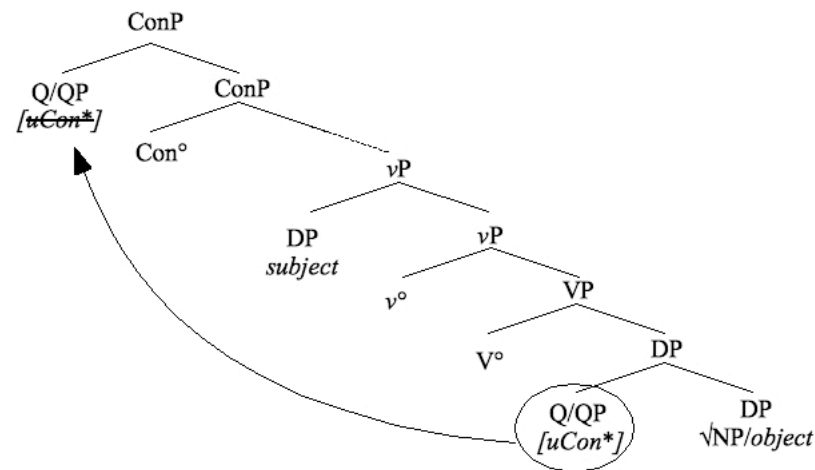 ConP
Q/QP ConP
[uCon*]
Con°
vP
DP vP
subject
v° VP
V° DP
Q/QP DP
[uCon*] √NP/object